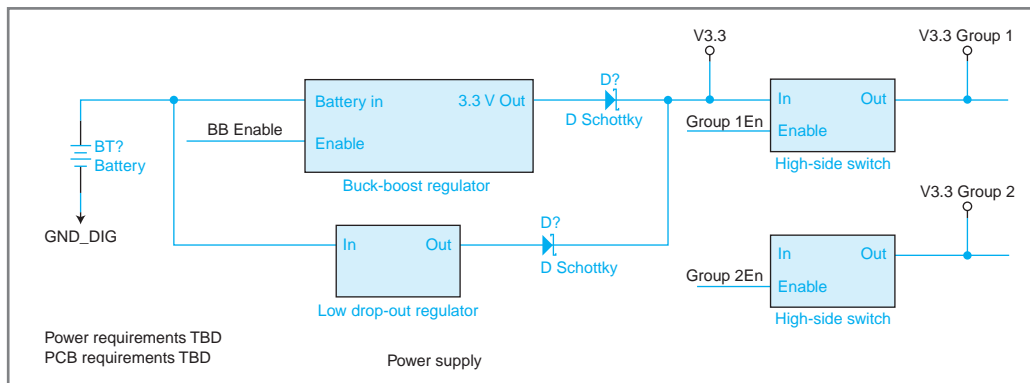 V3.3
V3.3 Group 1
D?
Battery in
3.3 V Out
D Schottky
In
Out
BB Enable
Enable
Group 1En
Enable
BT?
Battery
Buck-boost regulator
High-side switch
V3.3 Group 2
GND_DIG
D?
In
Out
D Schottky
In
Out
Group 2En
Enable
Low drop-out regulator
High-side switch
Power requirements TBD
PCB requirements TBD
Power supply